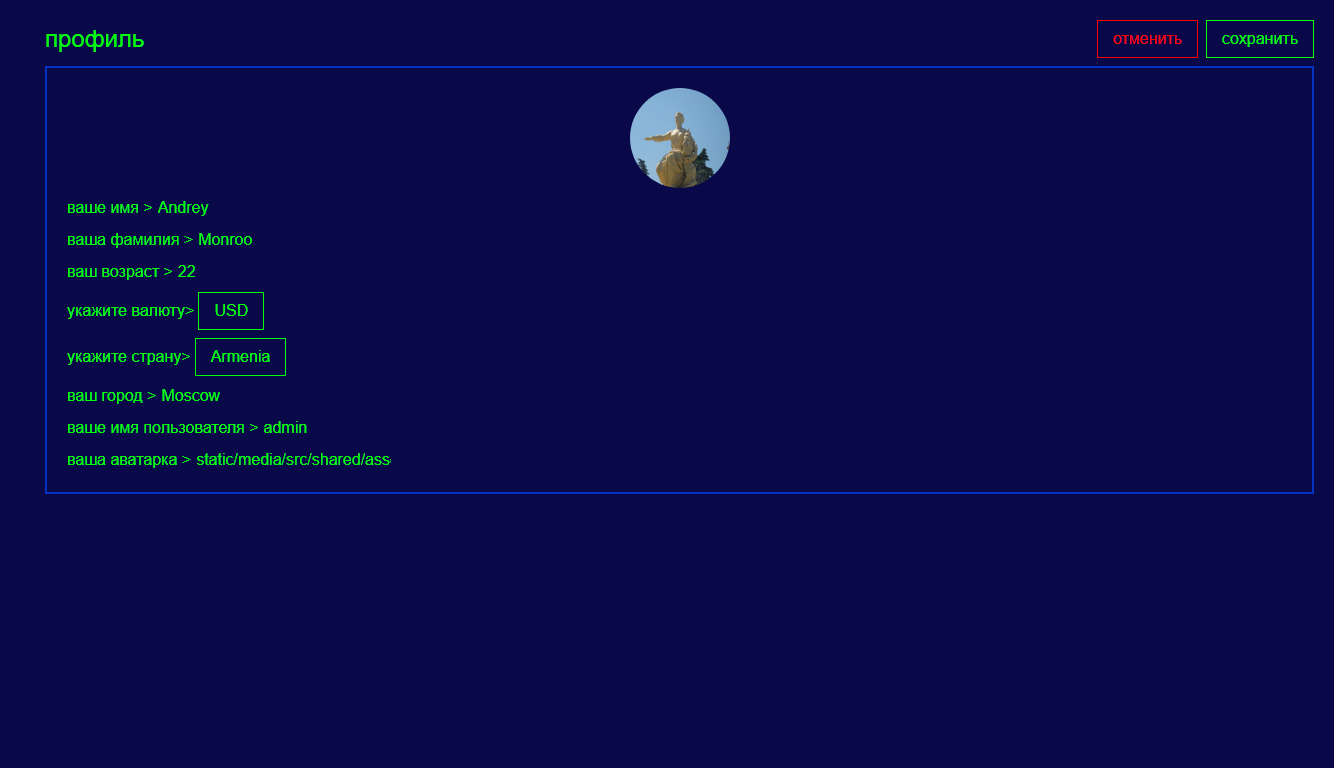 профиль
отменить
сохранить
ваше имя > Andrey
ваша фамилия > Monroo
ваш возраст > 22
укажите валюту> USD
укажите страну> Armenia
ваш город > Moscow
ваше имя пользователя > admin
ваша аватарка > static/media/src/shared/ass